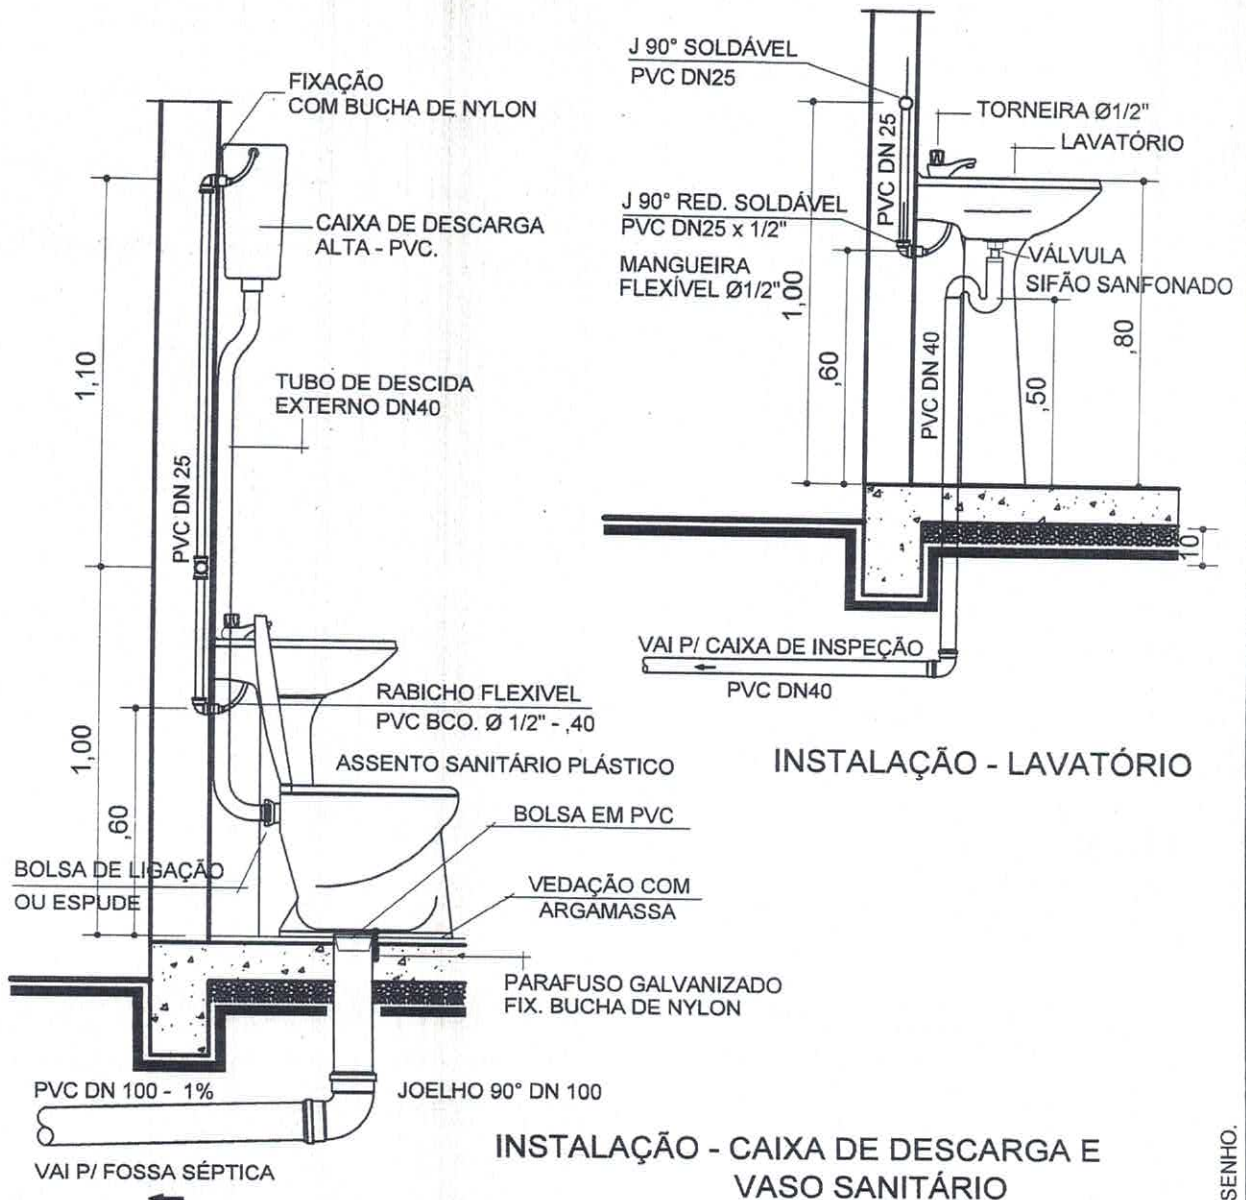 FIXAÇÃO
COM BUCHA DE NYLON
CAIXA DE DESCARGA
ALTA - PVC.
1,10
TUBO DE DESCIDA
EXTERNO DN40
PVC DN 25
RABICHO FLEXIVEL
PVC BCO. Ø 1/2" - ,40
1,00
ASSENTO SANITÁRIO PLÁSTICO
,60
BOLSA EM PVC
BOLSA DE LIGAÇÃO
OU ESPUDE
VEDAÇÃO COM
ARGAMASSA
PARAFUSO GALVANIZADO
FIX. BUCHA DE NYLON
PVC DN 100 - 1%
JOELHO 90° DN 100
VAI P/ FOSSA SÉPTICA
INSTALAÇÃO - CAIXA DE DESCARGA E
VASO SANITÁRIO
J 90° SOLDÁVEL
PVC DN25
TORNEIRA Ø1/2"
LAVATÓRIO
PVC DN 25
J 90° RED. SOLDÁVEL
PVC DN25 x 1/2"
MANGUEIRA
FLEXÍVEL Ø1/2"
1,00
VÁLVULA
SIFÃO SANFONADO
,60
PVC DN 40
,50
,80
10
VAI P/ CAIXA DE INSPEÇÃO
PVC DN40
INSTALAÇÃO - LAVATÓRIO
SENHO.